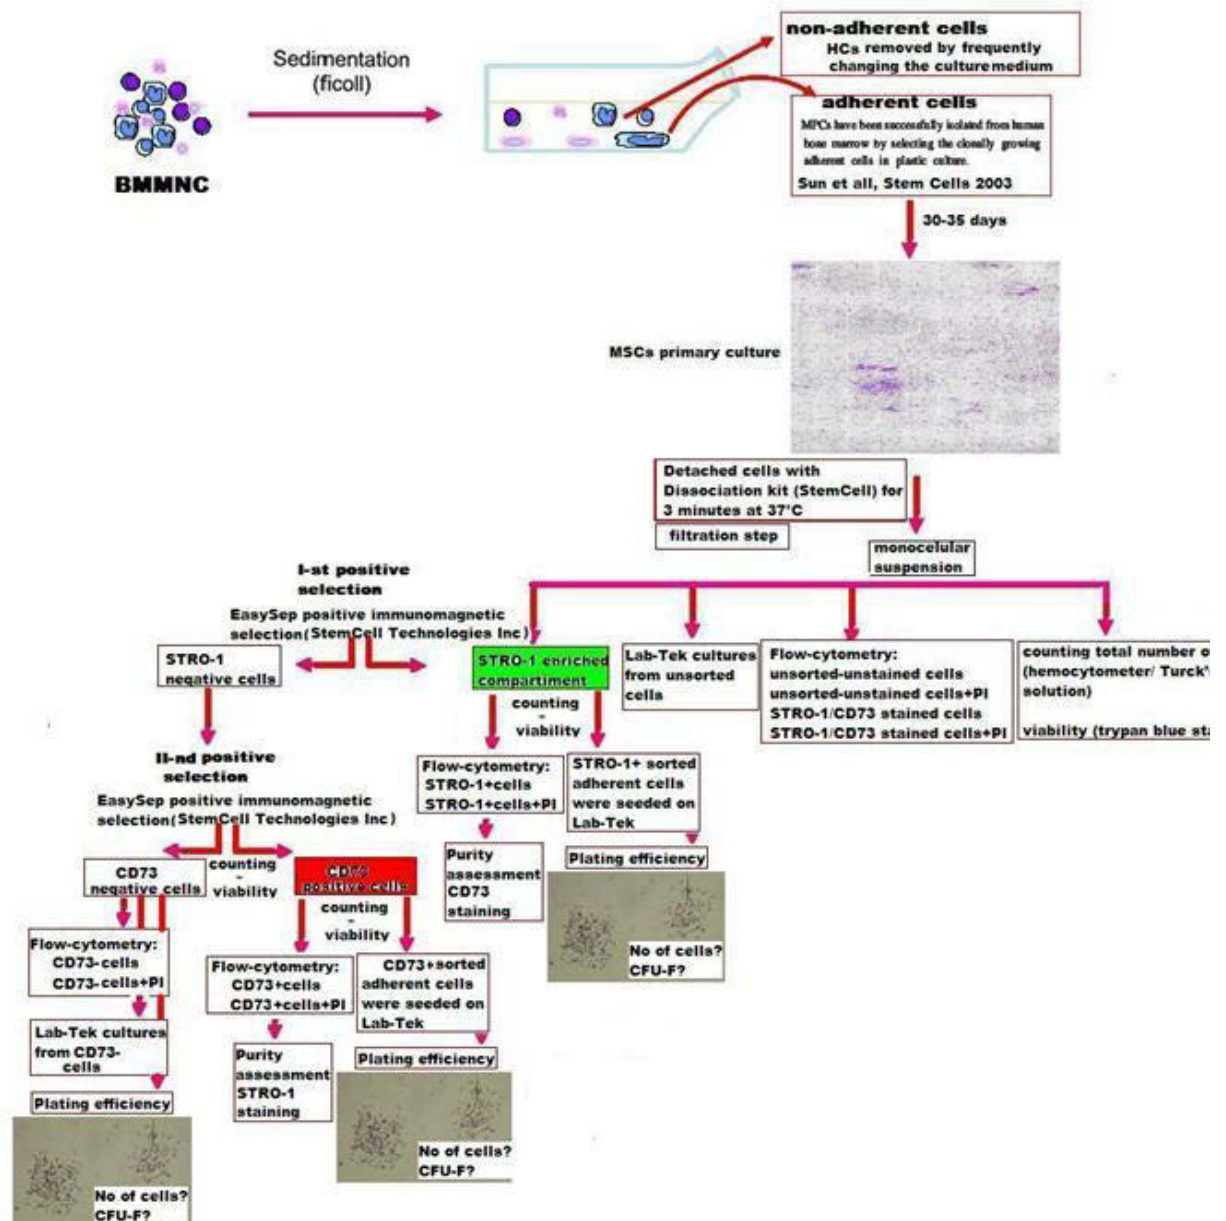 non-adherent cells
HCs removed by frequently
changing the culture medium
Sedimentation
(ficoll)
adherent cells
MPCs have been successfully isolated from human
bone marrow by selecting the clonally growing
adherent cells in plastic culture.
Sun et all, Stem Cells 2003
BMMNC
30-35 days
MSCs primary culture
Detached cells with
Dissociation kit (StemCell) for
3 minutes at 37°C
filtration step
monocelular
suspension
I-st positive
selection
EasySep positive immunomagnetic
selection(StemCell Technologies Inc)
STRO-1
negative cells
STRO-1 enriched
compartment
Lab-Tek cultures
from unsorted
cells
Flow-cytometry:
unsorted-unstained cells
unsorted-unstained cells+PI
STRO-1/CD73 stained cells
STRO-1/CD73 stained cells+PI
counting total number o
(hemocytometer/ Turck's
solution)
viability (trypan blue sta
counting
-
viability
II-nd positive
selection
EasySep positive immunomagnetic
selection(StemCell Technologies Inc)
Flow-cytometry:
STRO-1+cells
STRO-1+cells+PI
STRO-1+ sorted
adherent cells
were seeded on
Lab-Tek
Purity
assessment
CD73
staining
Plating efficiency
No of cells?
CFU-F?
CD73
negative cells
counting
-
viability
CD73
positive cells
counting
-
viability
Flow-cytometry:
CD73-cells
CD73-cells+PI
Flow-cytometry:
CD73+cells
CD73+cells+PI
CD73+sorted
adherent cells
were seeded on
Lab-Tek
Lab-Tek cultures
from CD73-
cells
Purity
assessment
STRO-1
staining
Plating efficiency
No of cells?
CFU-F?
Plating efficiency
No of cells?
CFU-F?